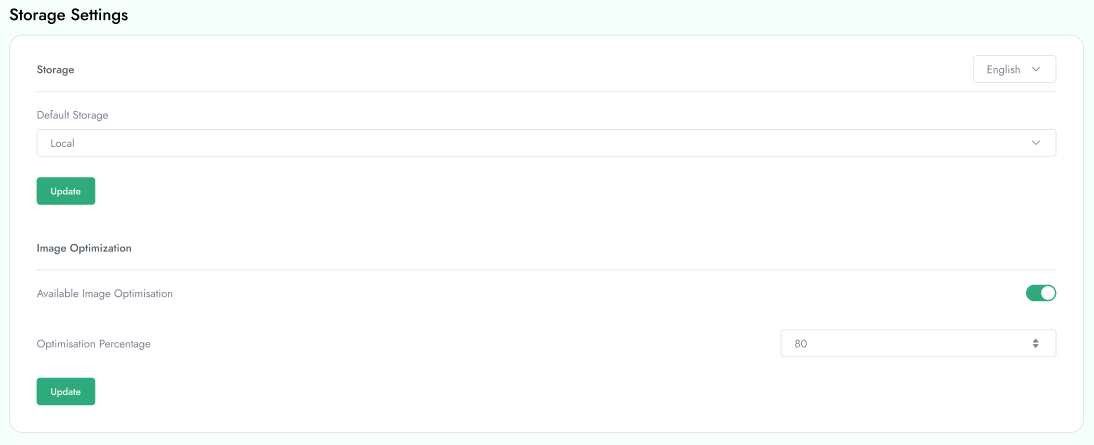 Storage Settings
Storage
English
Default Storage
Local
Update
Image Optimization
Available Image Optimisation
Optimisation Percentage
80
Update